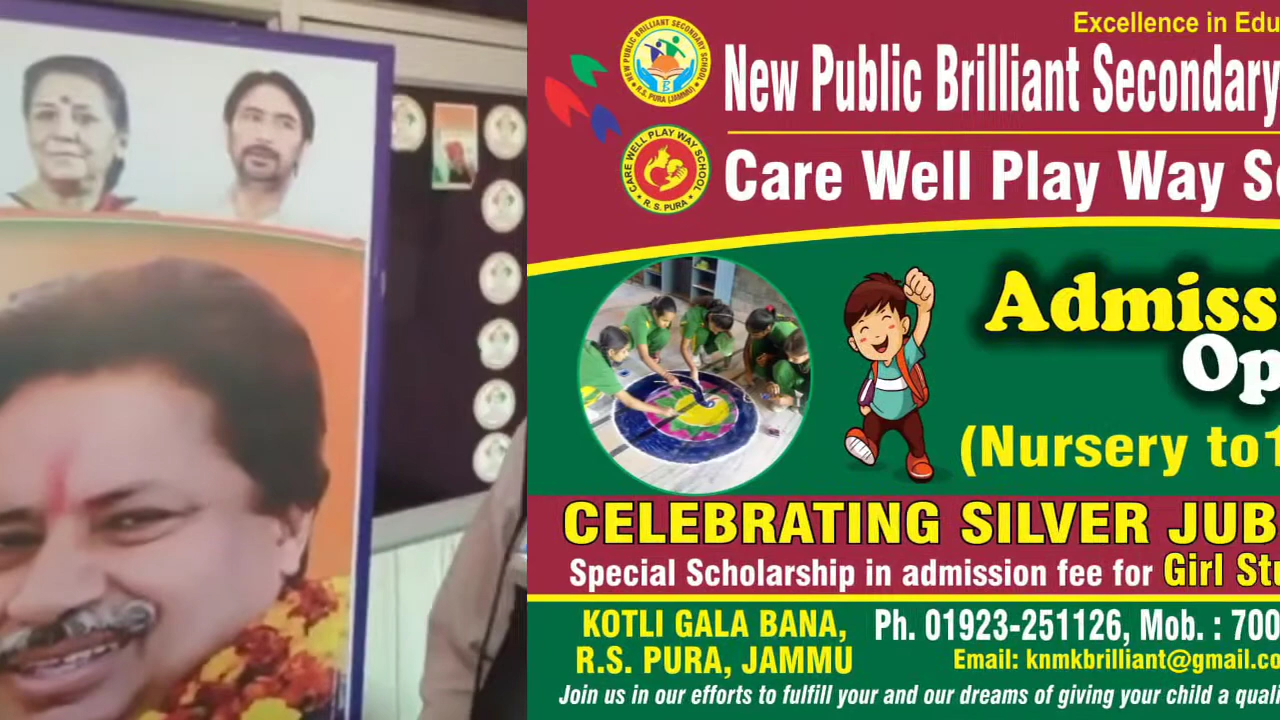 Excellence in Edu
New Public Brilliant Secondary
Care Well Play Way Sc
NEW PUBLIC BRILLIANT SECONDARY SCHOOL
R.S. PURA (JAMMU)
CARE WELL PLAY WAY SCHOOL
R. S. PURA
Admiss
Op
(Nursery to1
CELEBRATING SILVER JUB
Special Scholarship in admission fee for Girl Stu
KOTLI GALA BANA,
R.S. PURA, JAMMU
Ph. 01923-251126, Mob. : 700
Email: knmkbrilliant@gmail.co
Join us in our efforts to fulfill your and our dreams of giving your child a quali